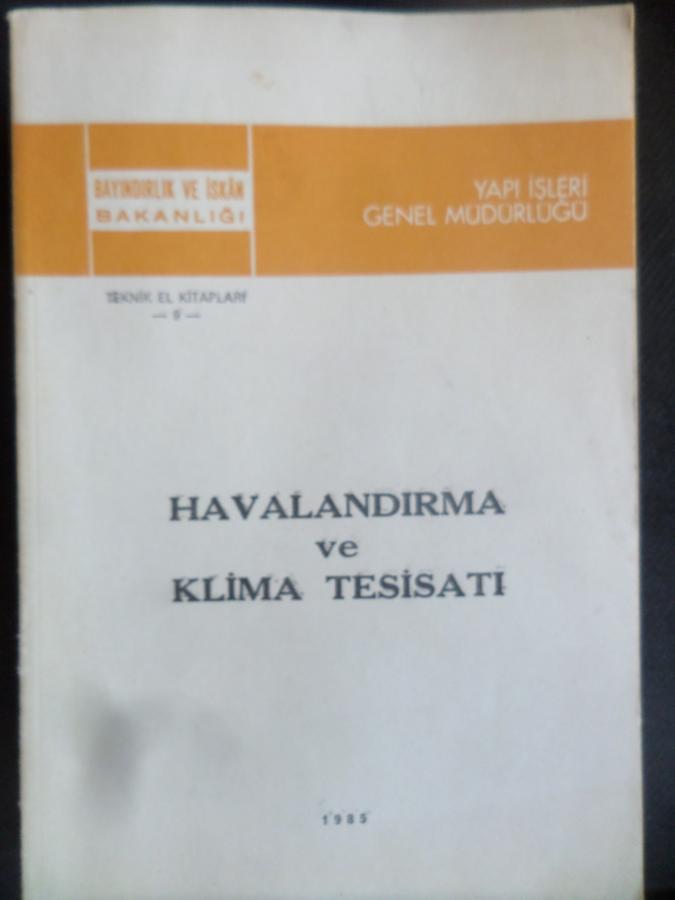 BAYINDIRLIK VE İSKÂN
BAKANLIĞI
YAPI İŞLERİ
GENEL MÜDÜRLÜĞÜ
TEKNİK EL KİTAPLARI
— 9 —
HAVALANDIRMA
ve
KLİMA TESİSATI
1985